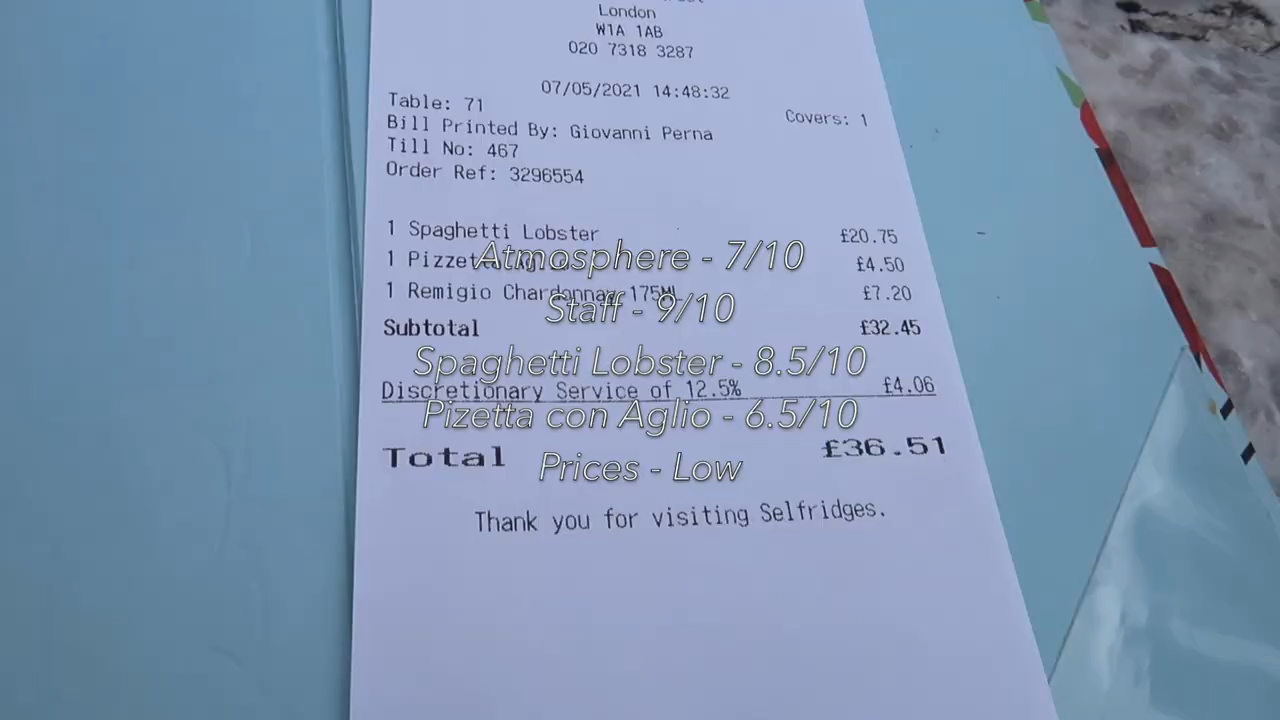 London
W1A 1AB
020 7318 3287
07/05/2021 14:48:32
Table: 71
Covers: 1
Bill Printed By: Giovanni Perna
Till No: 467
Order Ref: 3296554
1 Spaghetti Lobster £20.75
Atmosphere - 7/10
1 £4.50
1 Remigio Chardonnay 175ML £7.20
Staff - 9/10
Subtotal £32.45
Spaghetti Lobster - 8.5/10
Discretionary Service of 12.5% £4.06
Pizetta con Aglio - 6.5/10
Total £36.51
Prices - Low
Thank you for visiting Selfridges.